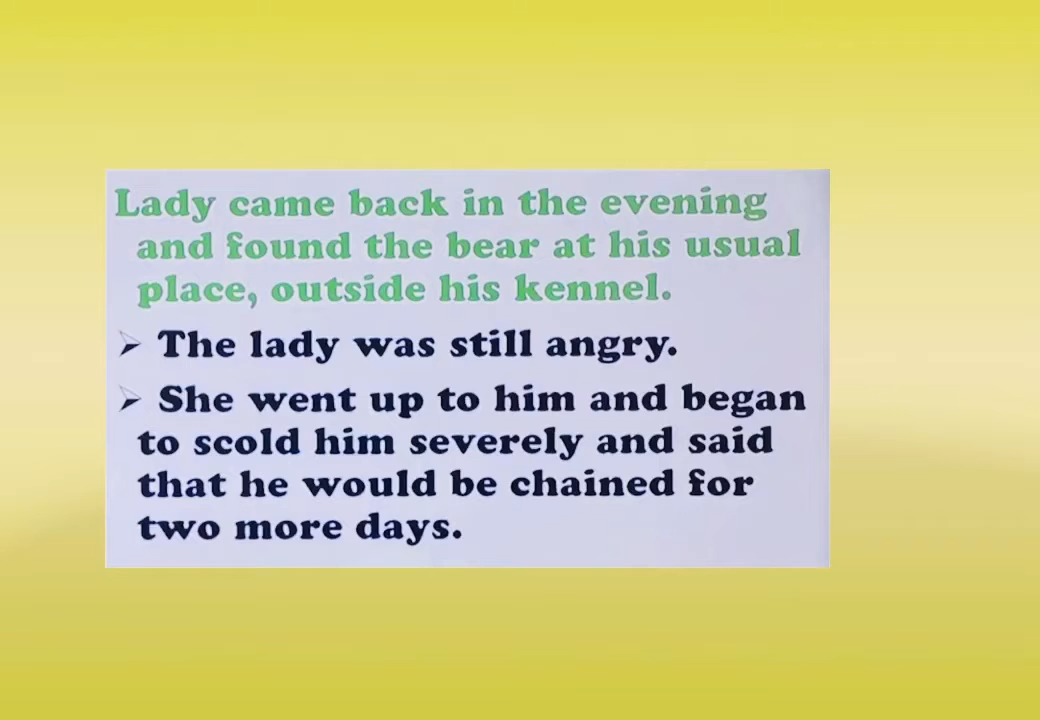 Lady came back in the evening
and found the bear at his usual
place, outside his kennel.
➢ The lady was still angry.
➢ She went up to him and began
to scold him severely and said
that he would be chained for
two more days.